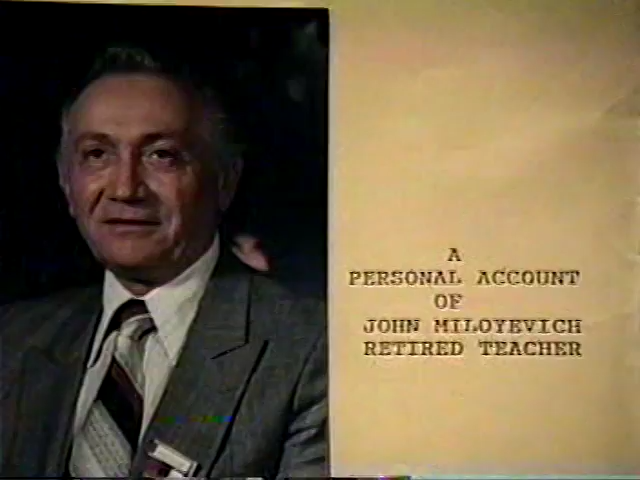 A
PERSONAL ACCOUNT
OF
JOHN MILOYEVICH
RETIRED TEACHER